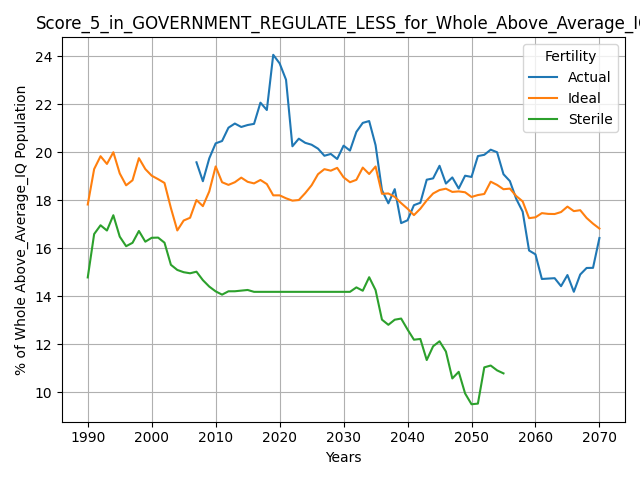 Score_5_in_GOVERNMENT_REGULATE_LESS_for_Whole_Above_Average_I
Fertility
Actual
Ideal
Sterile
% of Whole Above_Average_IQ Population
24
22
20
18
16
14
12
10
1990 2000 2010 2020 2030 2040 2050 2060 2070
Years